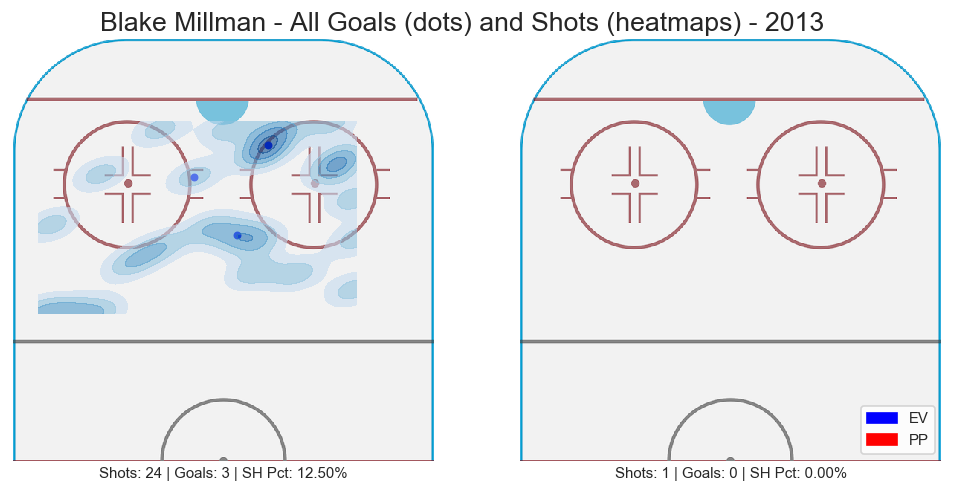 Blake Millman - All Goals (dots) and Shots (heatmaps) - 2013
EV
PP
Shots: 24 | Goals: 3 | SH Pct: 12.50%
Shots: 1 | Goals: 0 | SH Pct: 0.00%